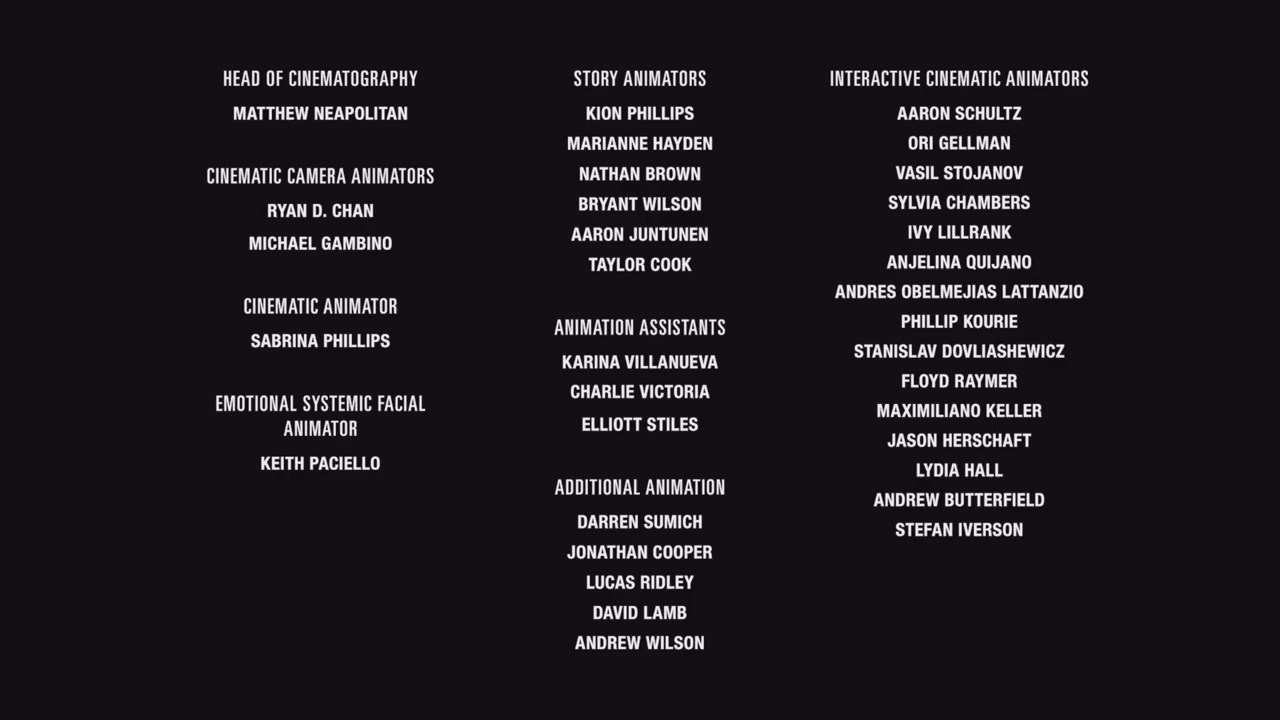 HEAD OF CINEMATOGRAPHY
MATTHEW NEAPOLITAN
CINEMATIC CAMERA ANIMATORS
RYAN D. CHAN
MICHAEL GAMBINO
CINEMATIC ANIMATOR
SABRINA PHILLIPS
EMOTIONAL SYSTEMIC FACIAL
ANIMATOR
KEITH PACIELLO
STORY ANIMATORS
KION PHILLIPS
MARIANNE HAYDEN
NATHAN BROWN
BRYANT WILSON
AARON JUNTUNEN
TAYLOR COOK
ANIMATION ASSISTANTS
KARINA VILLANUEVA
CHARLIE VICTORIA
ELLIOTT STILES
ADDITIONAL ANIMATION
DARREN SUMICH
JONATHAN COOPER
LUCAS RIDLEY
DAVID LAMB
ANDREW WILSON
INTERACTIVE CINEMATIC ANIMATORS
AARON SCHULTZ
ORI GELLMAN
VASIL STOJANOV
SYLVIA CHAMBERS
IVY LILLRANK
ANJELINA QUIJANO
ANDRES OBELMEJIAS LATTANZIO
PHILLIP KOURIE
STANISLAV DOVLIASHEWICZ
FLOYD RAYMER
MAXIMILIANO KELLER
JASON HERSCHAFT
LYDIA HALL
ANDREW BUTTERFIELD
STEFAN IVERSON